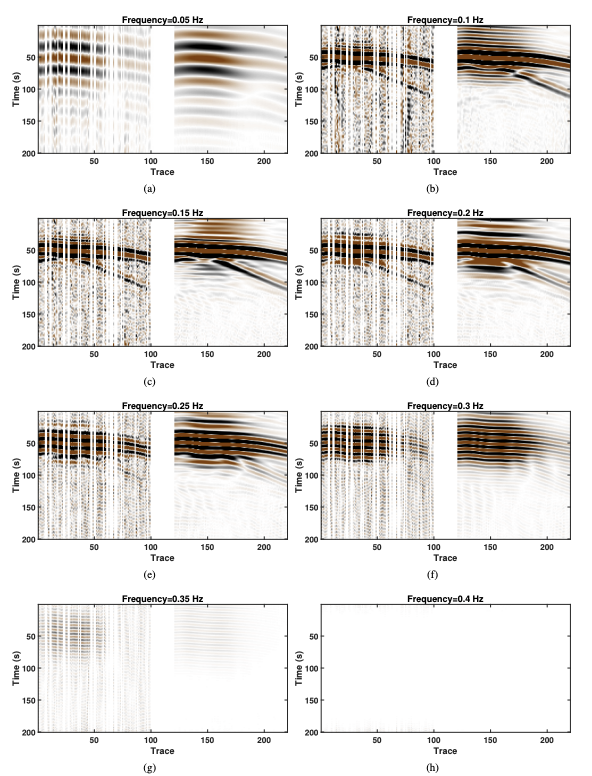 Frequency=0.05 Hz
Time (s)
50
100
150
200
50
100
150
200
Trace
(a)
Frequency=0.1 Hz
Time (s)
50
100
150
200
50
100
150
200
Trace
(b)
Frequency=0.15 Hz
Time (s)
50
100
150
200
50
100
150
200
Trace
(c)
Frequency=0.2 Hz
Time (s)
50
100
150
200
50
100
150
200
Trace
(d)
Frequency=0.25 Hz
Time (s)
50
100
150
200
50
100
150
200
Trace
(e)
Frequency=0.3 Hz
Time (s)
50
100
150
200
50
100
150
200
Trace
(f)
Frequency=0.35 Hz
Time (s)
50
100
150
200
50
100
150
200
Trace
(g)
Frequency=0.4 Hz
Time (s)
50
100
150
200
50
100
150
200
Trace
(h)